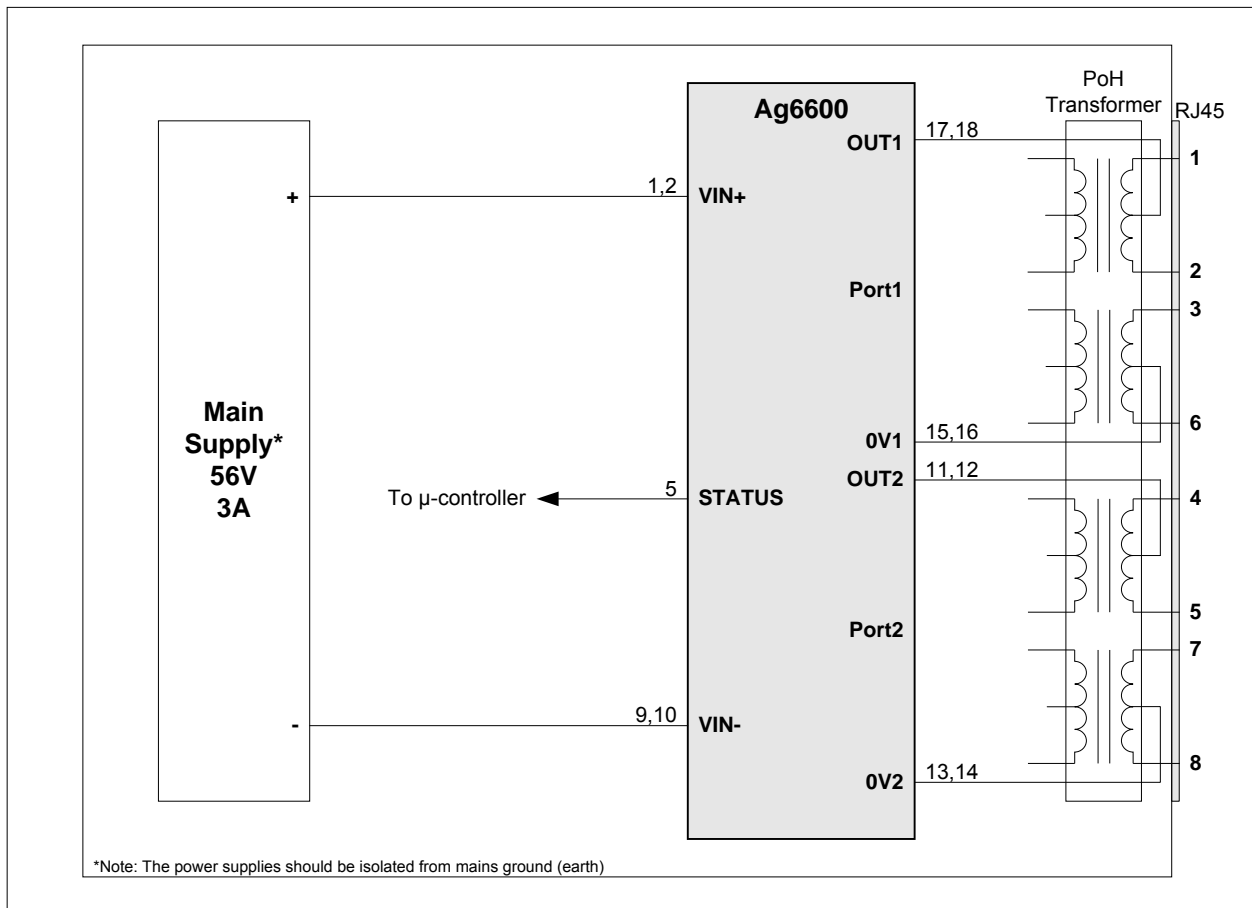 PoH
Transformer
RJ45
Ag6600
OUT1
17,18
1
+
1,2
VIN+
2
Port1
3
Main
Supply*
56V
3A
6
0V1
15,16
OUT2
11,12
To µ-controller
5
STATUS
4
5
Port2
7
-
9,10
VIN-
8
0V2
13,14
*Note: The power supplies should be isolated from mains ground (earth)